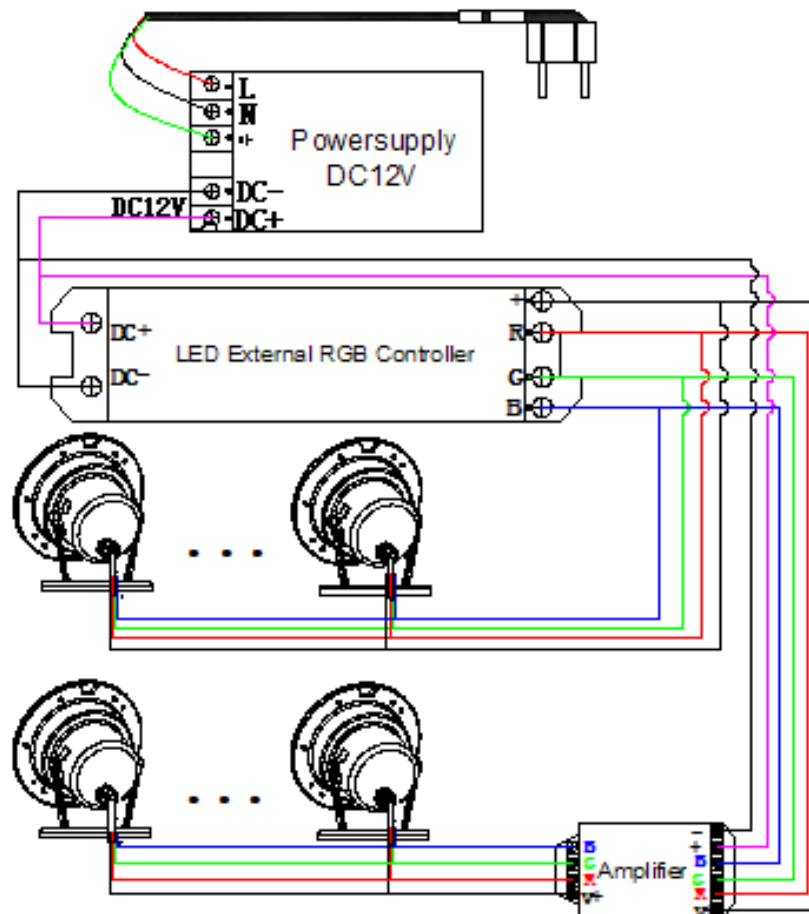 L
N
Powersupply
DC12V
DC-
DC12V
DC+
+
DC+
R
LED External RGB Controller
G
DC-
B
B
-
+
B
G
Amplifier
G